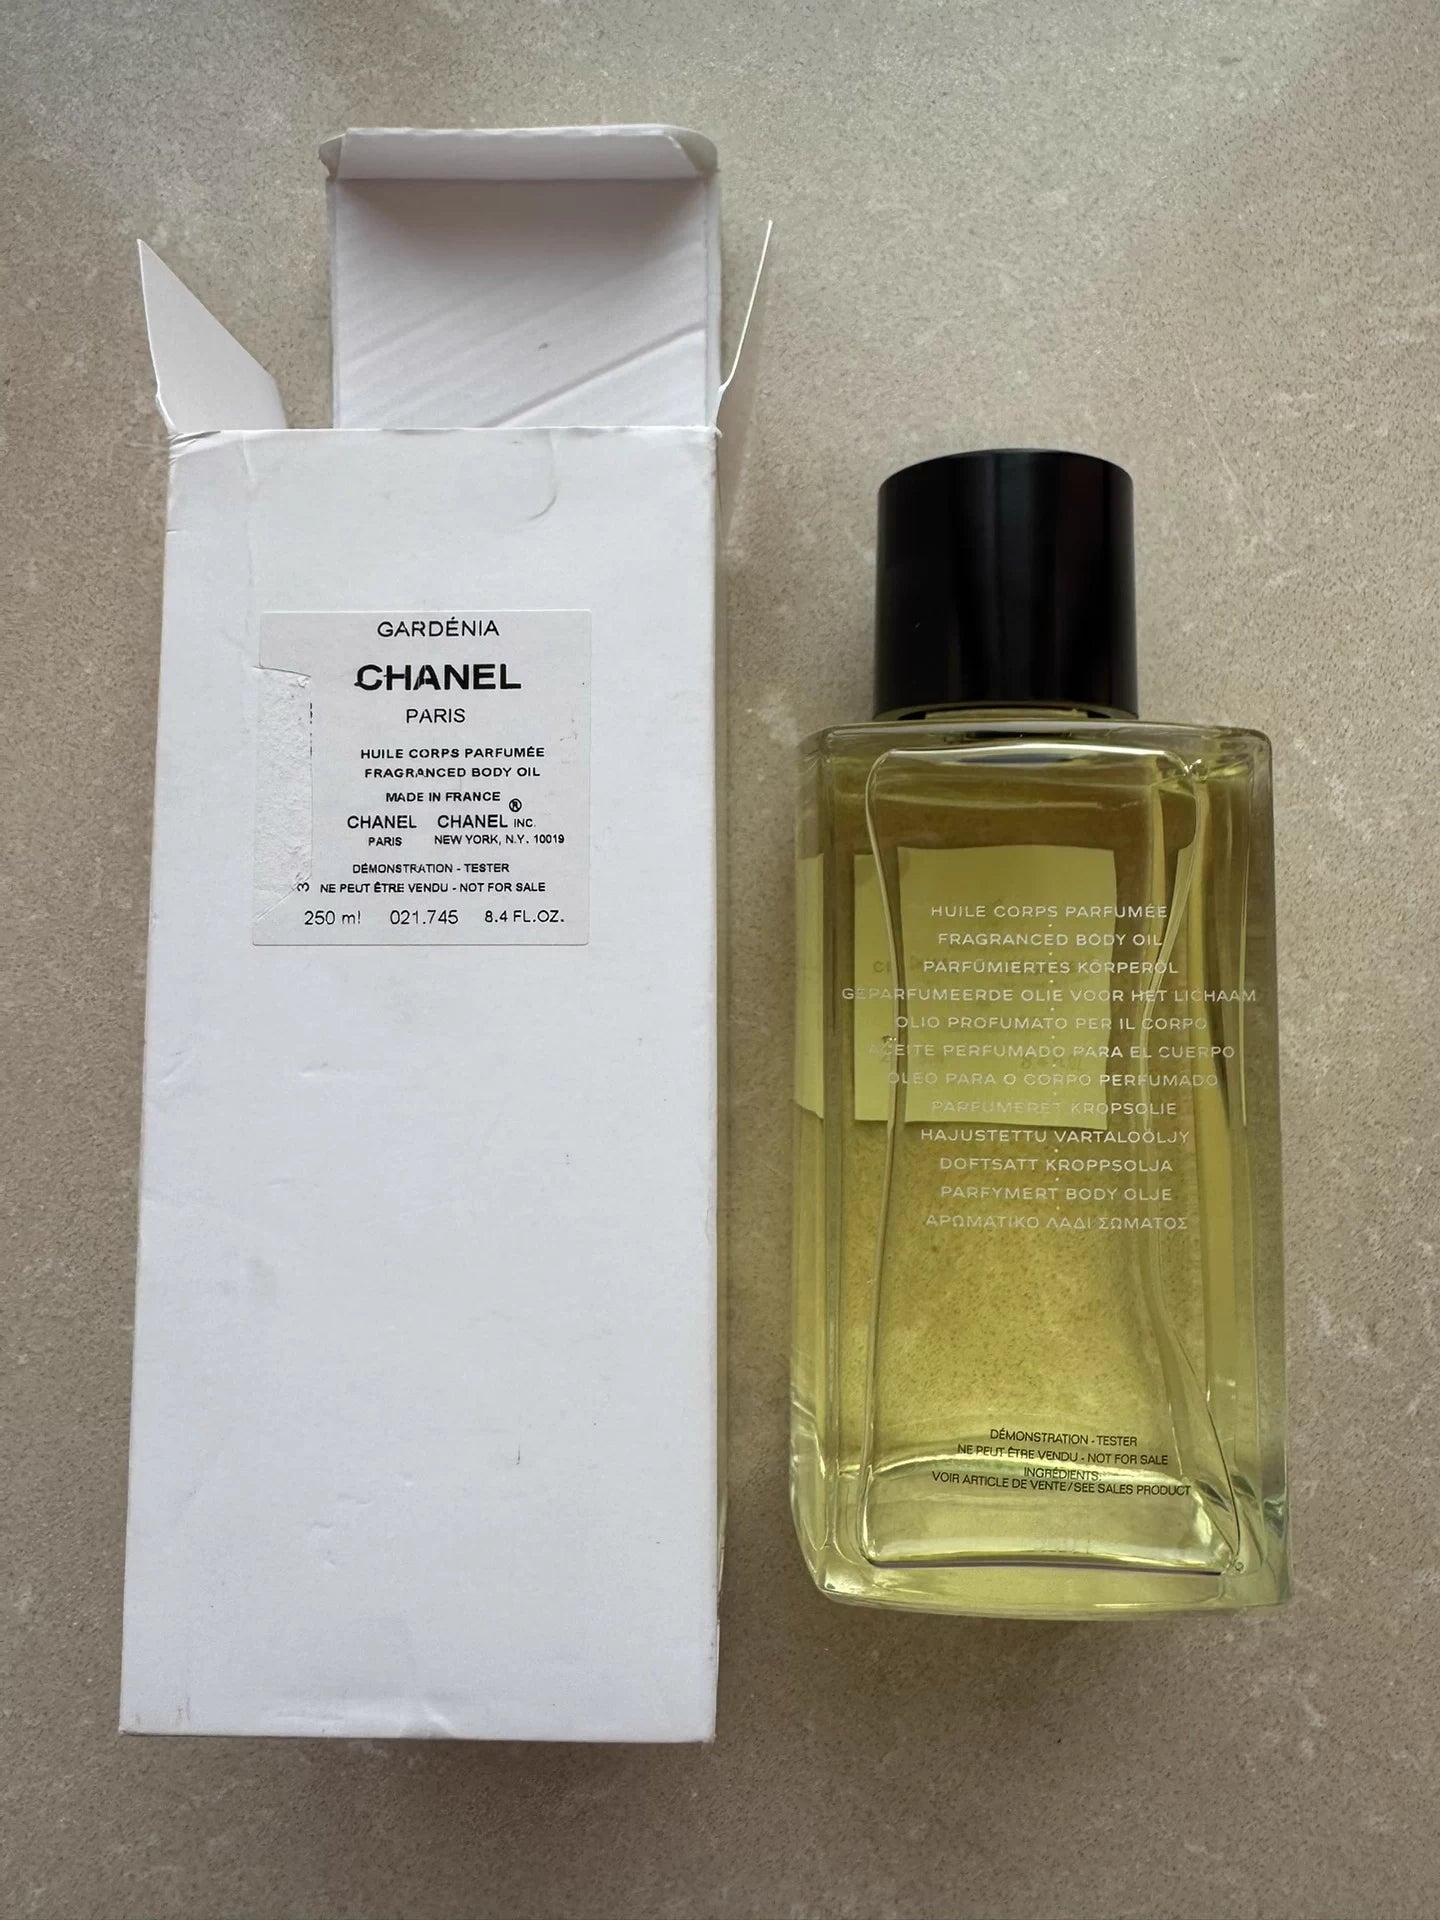 GARDÉNIA
CHANEL
PARIS
HUILE CORPS PARFUMÉE
FRAGRANCED BODY OIL
MADE IN FRANCE
CHANEL CHANEL ® INC.
PARIS NEW YORK, N.Y. 10019
DÉMONSTRATION - TESTER
NE PEUT ÊTRE VENDU - NOT FOR SALE
3
250 ml 021.745 8.4 FL.OZ.
HUILE CORPS PARFUMÉE
FRAGRANCED BODY OIL
PARFÜMIERTES KÖRPERÖL
GEPARFUMEERDE OLIE VOOR HET LICHAAM
OLIO PROFUMATO PER IL CORPO
ACEITE PERFUMADO PARA EL CUERPO
ÓLEO PARA O CORPO PERFUMADO
PARFUMERET KROPSOLIE
HAJUSTETTU VARTALOÖLJY
DOFTSATT KROPPSOLJA
PARFYMERT BODY OLJE
ΑΡΩΜΑΤΙΚΟ ΛΑΔΙ ΣΩΜΑΤΟΣ
DÉMONSTRATION - TESTER
NE PEUT ÊTRE VENDU - NOT FOR SALE
INGRÉDIENTS:
VOIR ARTICLE DE VENTE/SEE SALES PRODUCT